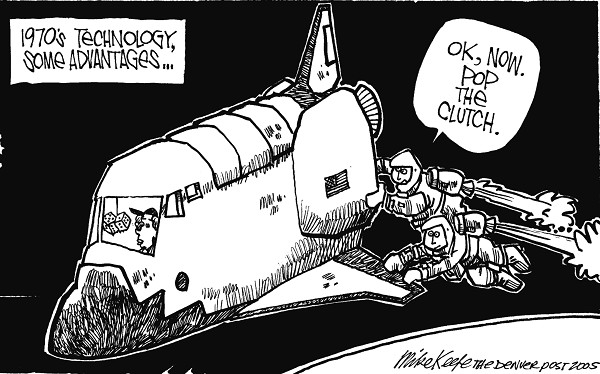 1970's TECHNOLOGY,
SOME ADVANTAGES...
OK, NOW.
POP
THE
CLUTCH.
MIKE KEEFE THE DENVER POST 2005